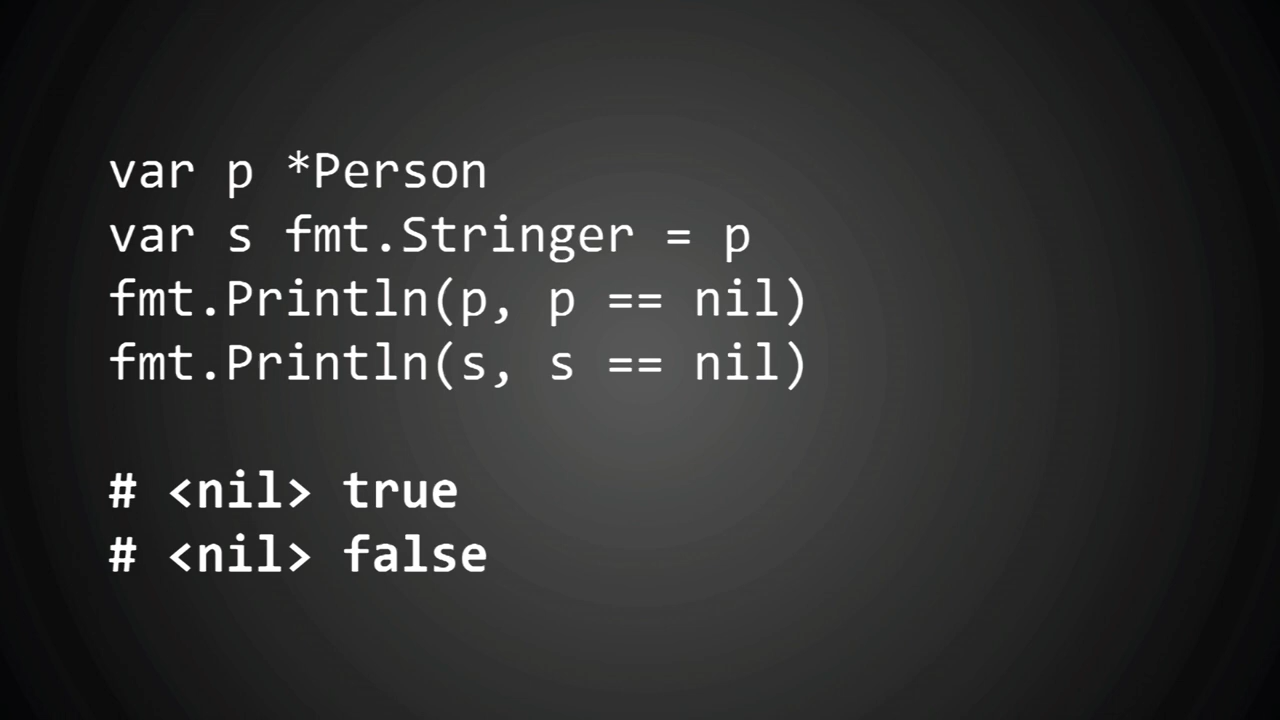 var p *Person
var s fmt.Stringer = p
fmt.Println(p, p == nil)
fmt.Println(s, s == nil)
# <nil> true
# <nil> false